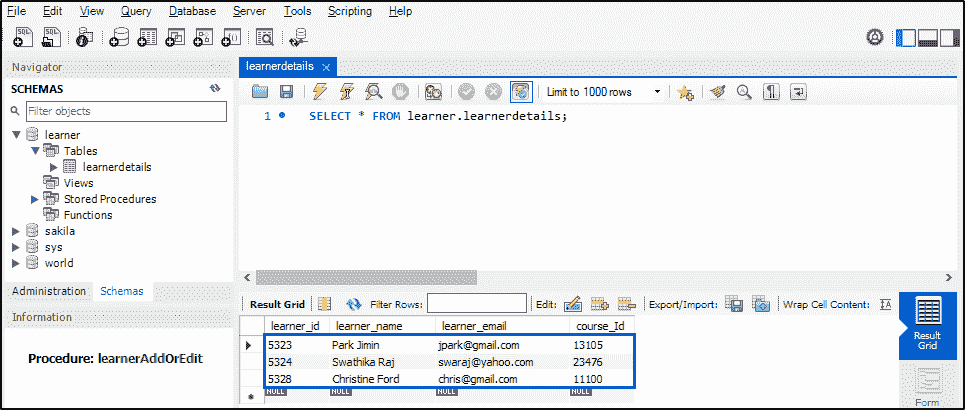 File Edit View Query Database Server Tools Scripting Help
Navigator
SCHEMAS
Filter objects
learner
Tables
learnerdetails
Views
Stored Procedures
Functions
sakila
sys
world
Administration Schemas
Information
Procedure: learnerAddOrEdit
learnerdetails
Limit to 1000 rows
1 SELECT * FROM learner.learnerdetails;
Result Grid Filter Rows: Edit: Export/Import: Wrap Cell Content:
learner_id learner_name learner_email course_Id
5323 Park Jimin jpark@gmail.com 13105
5324 Swathika Raj swaraj@yahoo.com 23476
5328 Christine Ford chris@gmail.com 11100
NULL NULL NULL NULL
Result
Grid
Form